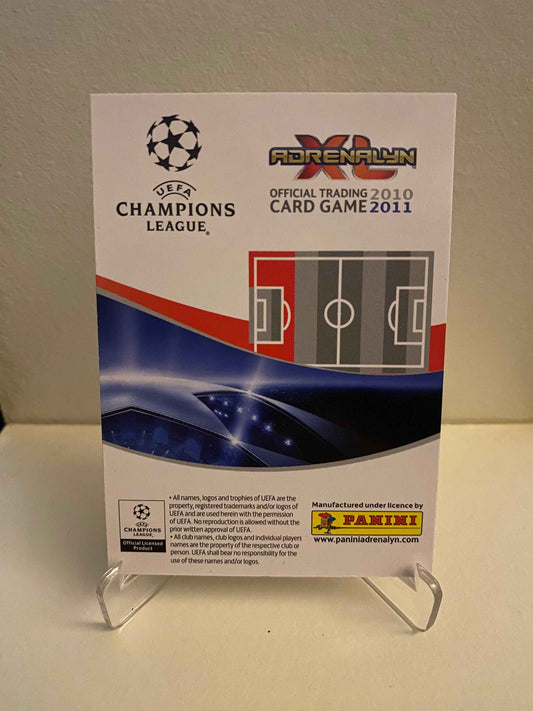 UEFA
CHAMPIONS
LEAGUE®
ADRENALYN XL
OFFICIAL TRADING 2010
CARD GAME 2011
UEFA
CHAMPIONS
LEAGUE
Official Licensed
Product
• All names, logos and trophies of UEFA are the
property, registered trademarks and/or logos of
UEFA and are used herein with the permission
of UEFA. No reproduction is allowed without the
prior written approval of UEFA.
• All club names, club logos and individual players
names are the property of the respective club or
person. UEFA shall bear no responsibility for the
use of these names and/or logos.
Manufactured under licence by
PANINI
www.paniniadrenalyn.com